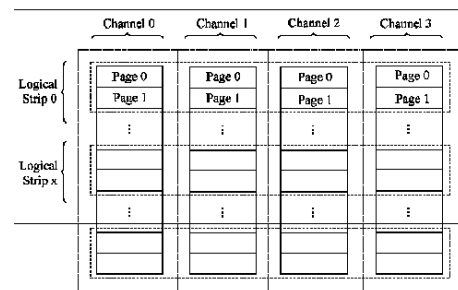 Channel 0 Channel 1 Channel 2 Channel 3
Logical Strip 0
Page 0 Page 0 Page 0 Page 0
Page 1 Page 1 Page 1 Page 1
⋮ ⋮ ⋮ ⋮
Logical Strip x
⋮ ⋮ ⋮ ⋮